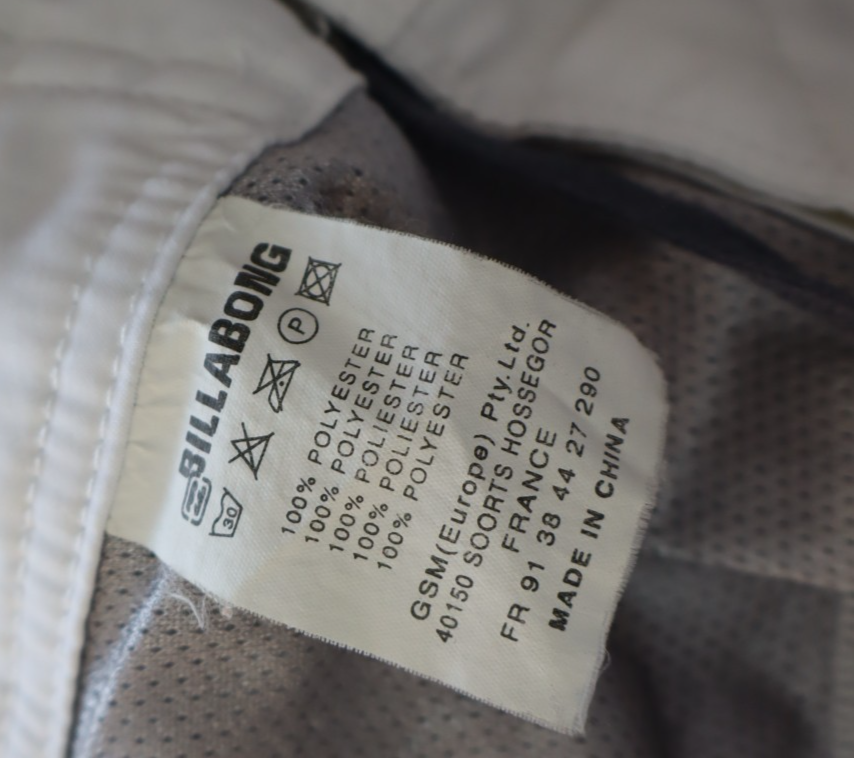 BILLABONG
30 P
100% POLYESTER
100% POLYESTER
100% POLIESTER
100% POLIESTER
100% POLYESTER
GSM(Europe) Pty.Ltd.
40150 SOORTS HOSSEGOR
FRANCE
FR 91 38 44 27 290
MADE IN CHINA